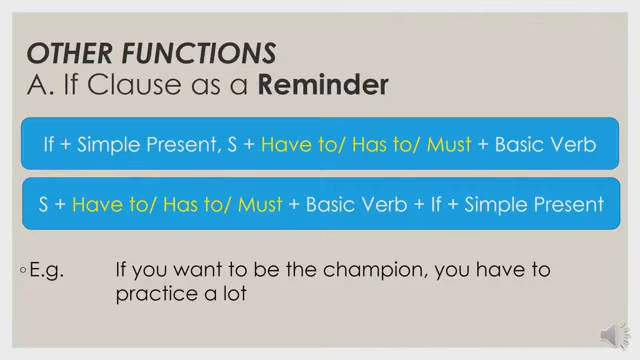 OTHER FUNCTIONS
A. If Clause as a Reminder
If + Simple Present, S + Have to/ Has to/ Must + Basic Verb
S + Have to/ Has to/ Must + Basic Verb + If + Simple Present
E.g. If you want to be the champion, you have to
practice a lot